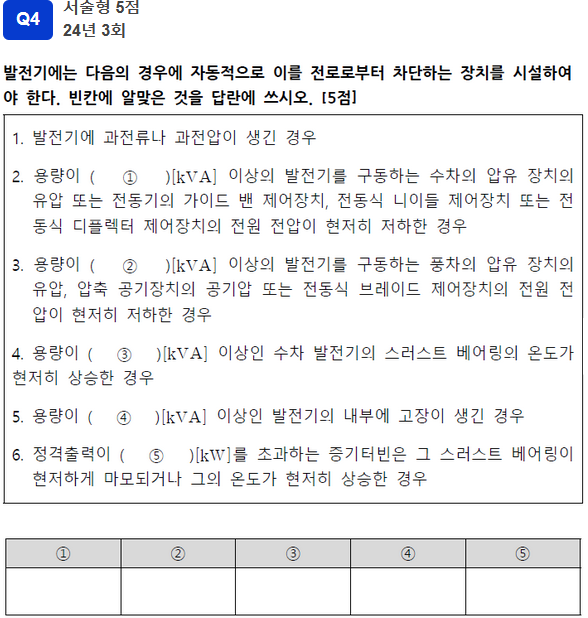 Q4
서술형 5점
24년 3회
발전기에는 다음의 경우에 자동적으로 이를 전로로부터 차단하는 장치를 시설하여
야 한다. 빈칸에 알맞은 것을 답란에 쓰시오. [5점]
1. 발전기에 과전류나 과전압이 생긴 경우
2. 용량이 ( ① )[kVA] 이상의 발전기를 구동하는 수차의 압유 장치의
유압 또는 전동기의 가이드 밴 제어장치, 전동식 니이들 제어장치 또는 전
동식 디플렉터 제어장치의 전원 전압이 현저히 저하한 경우
3. 용량이 ( ② )[kVA] 이상의 발전기를 구동하는 풍차의 압유 장치의
유압, 압축 공기장치의 공기압 또는 전동식 브레이드 제어장치의 전원 전
압이 현저히 저하한 경우
4. 용량이 ( ③ )[kVA] 이상인 수차 발전기의 스러스트 베어링의 온도가
현저히 상승한 경우
5. 용량이 ( ④ )[kVA] 이상인 발전기의 내부에 고장이 생긴 경우
6. 정격출력이 ( ⑤ )[kW]를 초과하는 증기터빈은 그 스러스트 베어링이
현저하게 마모되거나 그의 온도가 현저히 상승한 경우
① ② ③ ④ ⑤